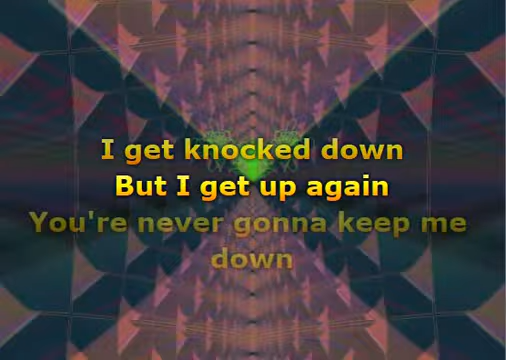 I get knocked down
But I get up again
You're never gonna keep me
down